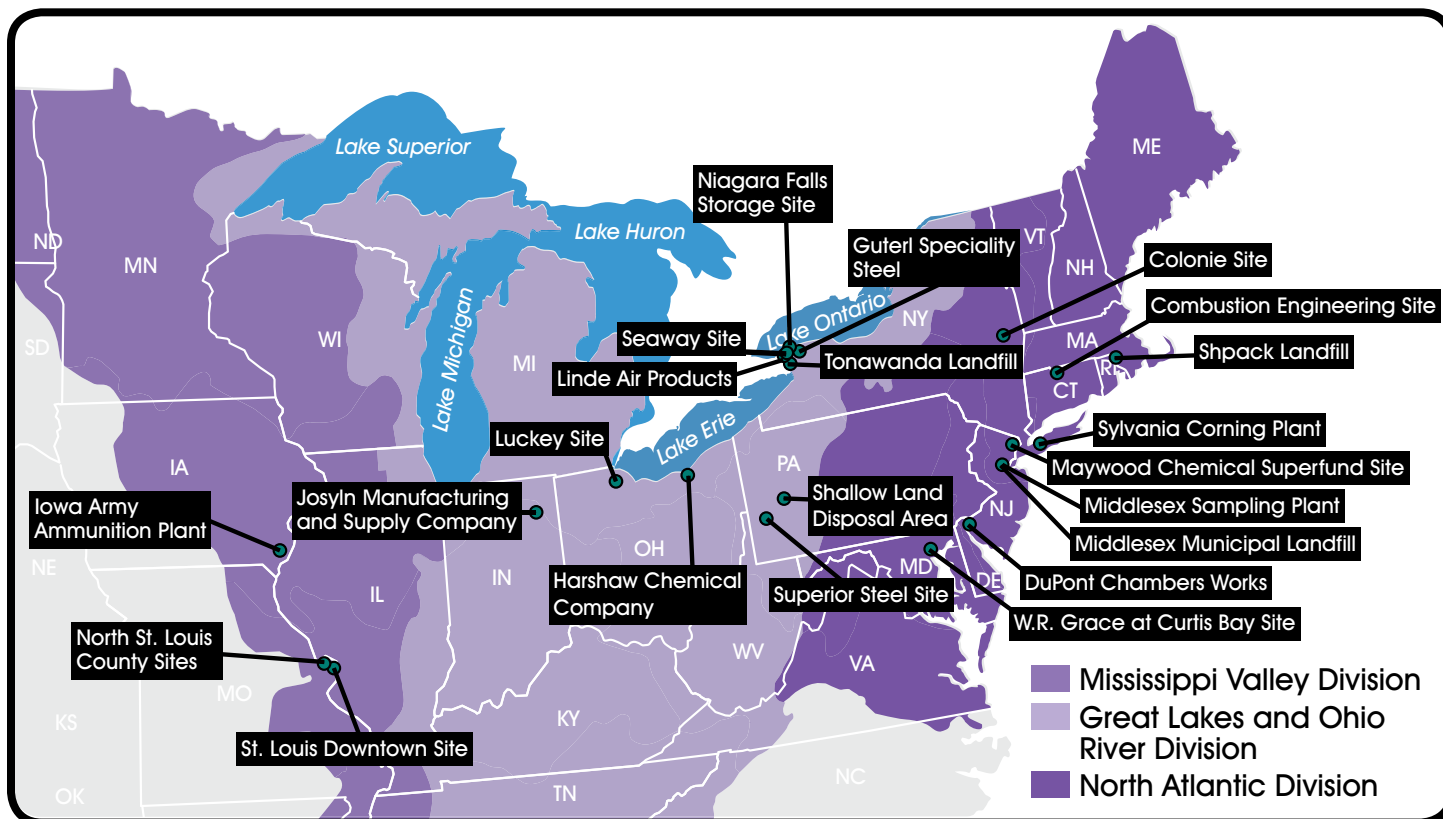 Lake Superior
ME
Niagara Falls
Storage Site
Lake Huron
ND
MN
VT
Guterl Speciality
Steel
Colonie Site
NH
Combustion Engineering Site
Lake Michigan
Lake Ontario
NY
SD
WI
Seaway Site
MA
Shpack Landfill
MI
Tonawanda Landfill
Linde Air Products
RI
CT
Luckey Site
Lake Erie
Sylvania Corning Plant
PA
Maywood Chemical Superfund Site
IA
Iowa Army
Ammunition Plant
Josyln Manufacturing
and Supply Company
Shallow Land
Disposal Area
Middlesex Sampling Plant
NJ
Middlesex Municipal Landfill
OH
NE
IN
MD
DE
DuPont Chambers Works
IL
Harshaw Chemical
Company
Superior Steel Site
W.R. Grace at Curtis Bay Site
North St. Louis
County Sites
WV
VA
MO
KS
KY
St. Louis Downtown Site
NC
OK
TN
Mississippi Valley Division
Great Lakes and Ohio
River Division
North Atlantic Division